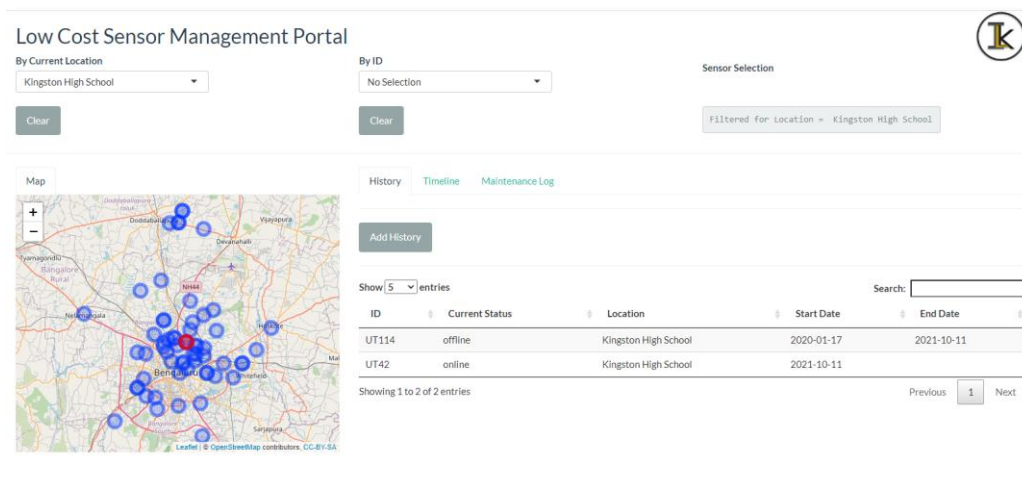 Low Cost Sensor Management Portal
By Current Location
Kingston High School
Clear
By ID
No Selection
Clear
Sensor Selection
Filtered for Location = Kingston High School
Map
+
−
Vijayapura
Devanahalli
Bangalore
Rural
NH44
Nelamangala
Hoskote
Mal
Whitefield
Sarjapura
Leaflet | © OpenStreetMap contributors, CC-BY-SA
History Timeline Maintenance Log
Add History
Show 5 entries
Search:
ID Current Status Location Start Date End Date
UT114 offline Kingston High School 2020-01-17 2021-10-11
UT42 online Kingston High School 2021-10-11
Showing 1 to 2 of 2 entries
Previous 1 Next